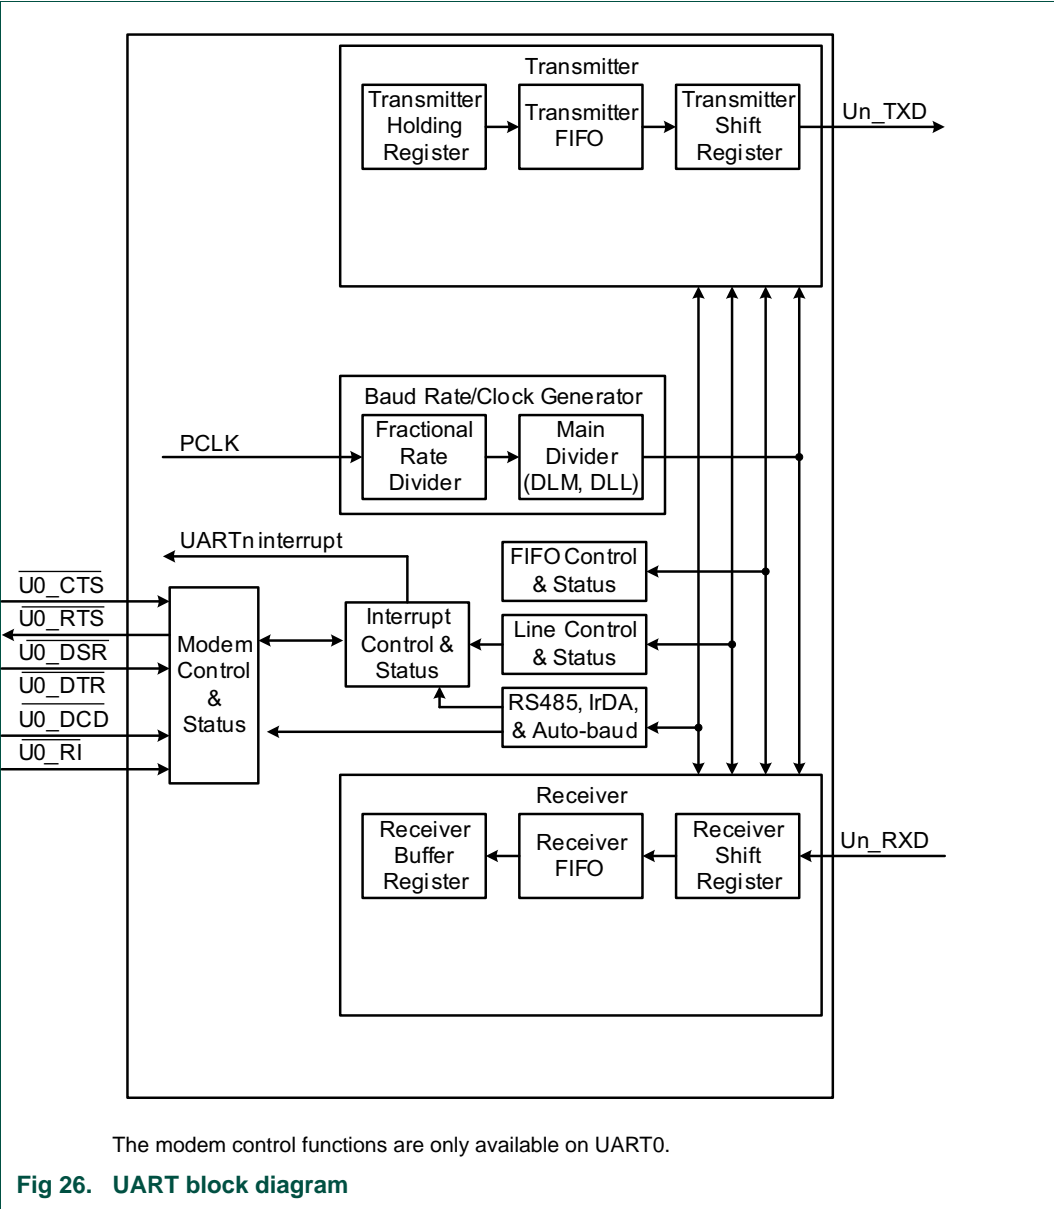 Transmitter
Transmitter
Holding
Register
Transmitter
FIFO
Transmitter
Shift
Register
Un_TXD
Baud Rate/Clock Generator
PCLK
Fractional
Rate
Divider
Main
Divider
(DLM, DLL)
UARTn interrupt
FIFO Control
& Status
U0_CTS
U0_RTS
U0_DSR
U0_DTR
U0_DCD
U0_RI
Modem
Control
&
Status
Interrupt
Control &
Status
Line Control
& Status
RS485, IrDA,
& Auto-baud
Receiver
Receiver
Buffer
Register
Receiver
FIFO
Receiver
Shift
Register
Un_RXD
The modem control functions are only available on UART0.
Fig 26. UART block diagram